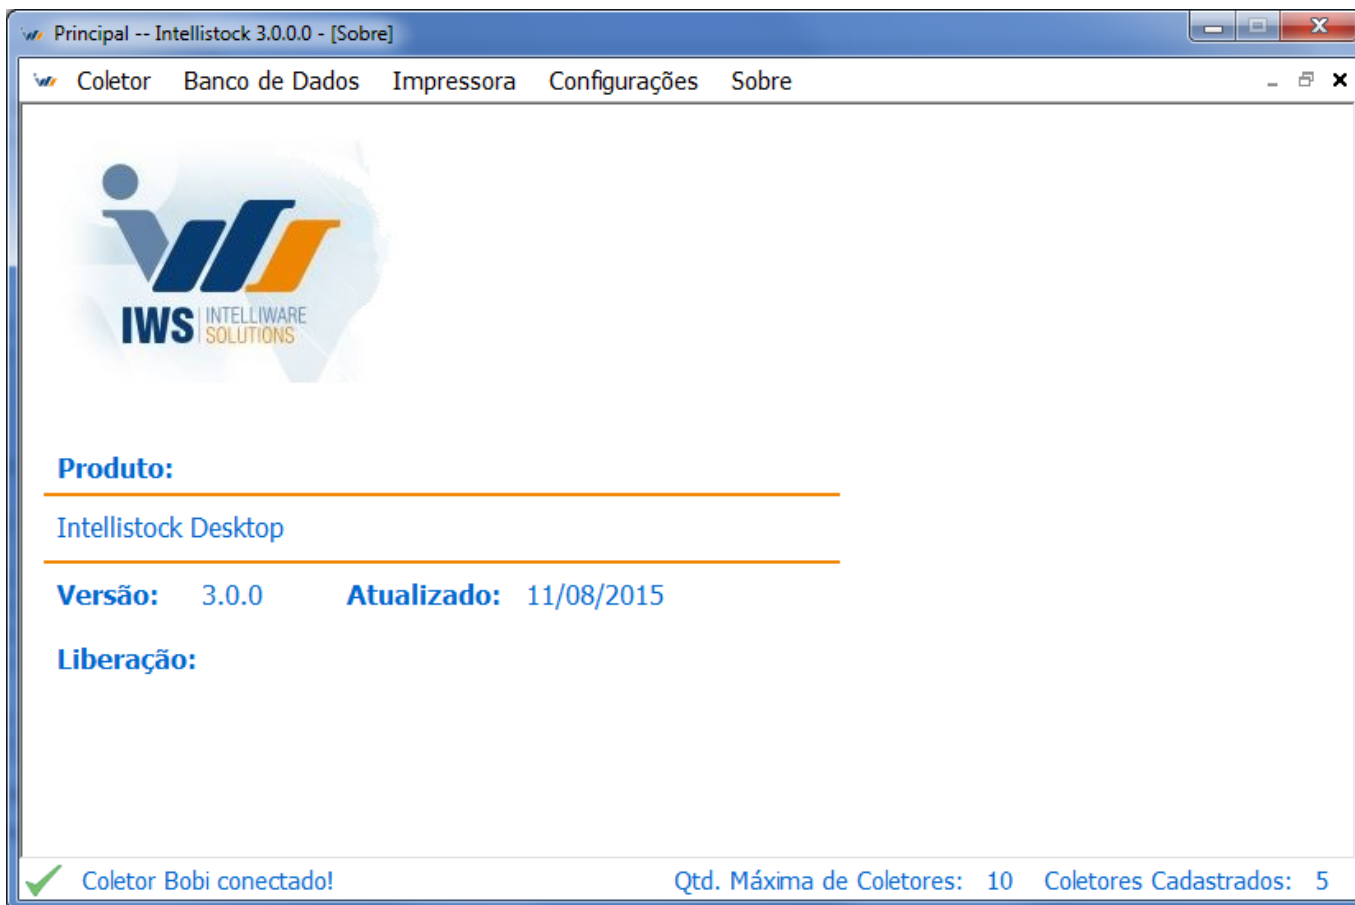 Principal -- Intellistock 3.0.0.0 - [Sobre]
Coletor Banco de Dados Impressora Configurações Sobre
IWS INTELLIWARE
SOLUTIONS
Produto:
Intellistock Desktop
Versão: 3.0.0 Atualizado: 11/08/2015
Liberação:
Coletor Bobi conectado! Qtd. Máxima de Coletores: 10 Coletores Cadastrados: 5